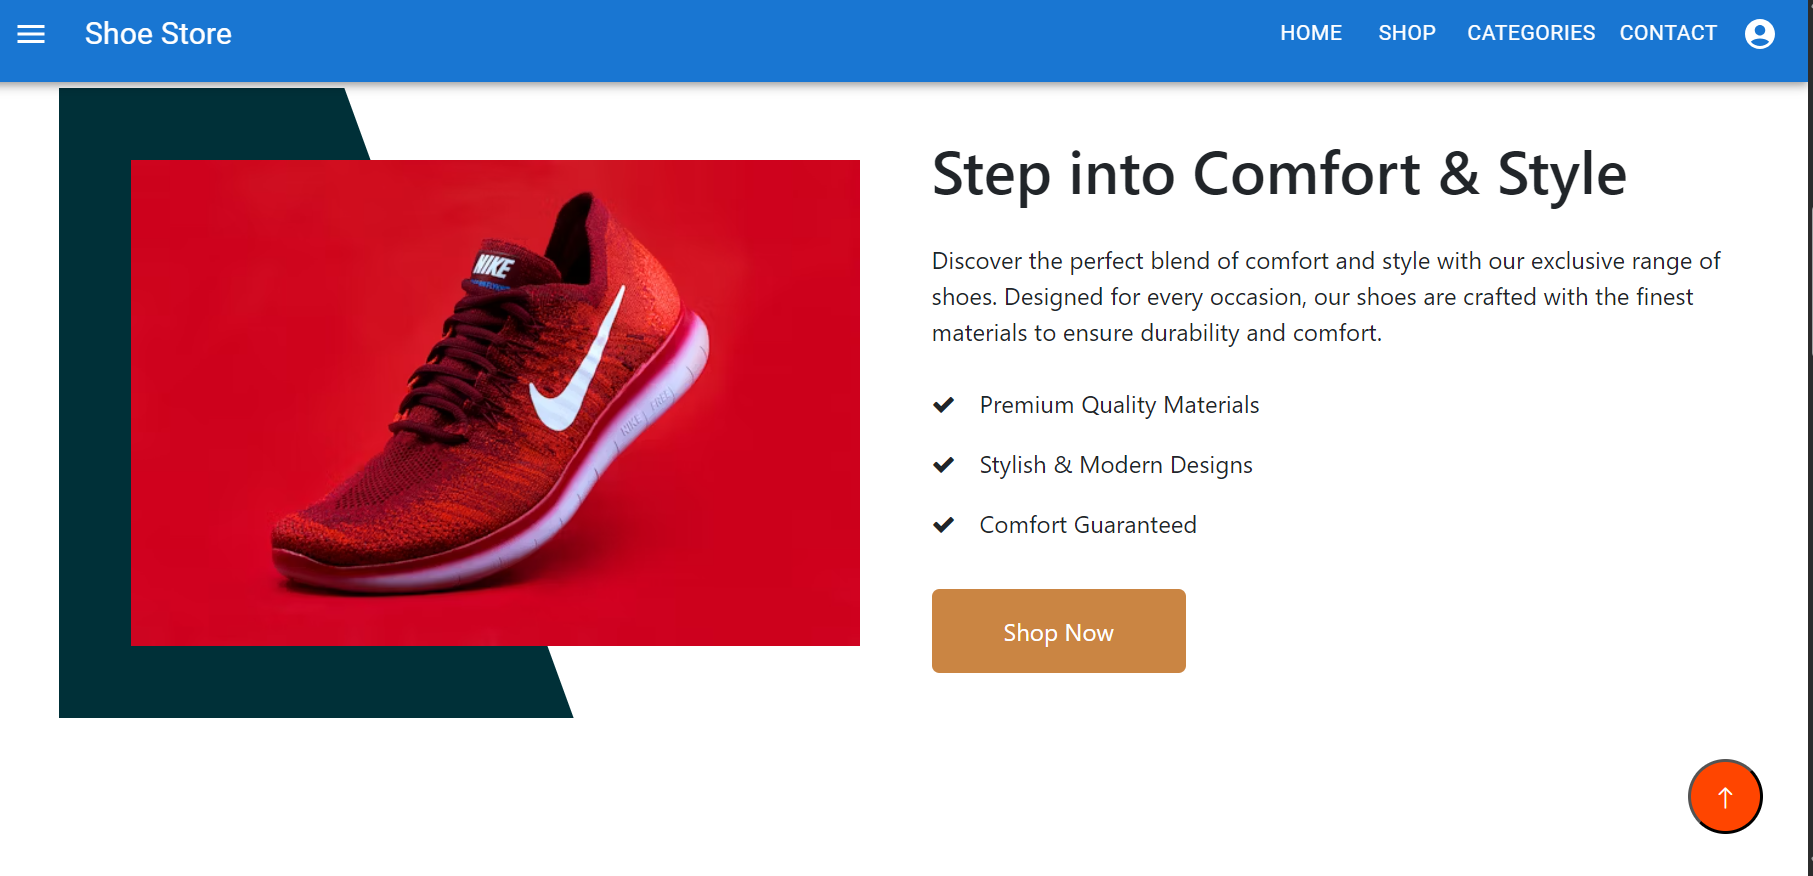 Shoe Store
HOME SHOP CATEGORIES CONTACT
NIKE
NIKE FREE
Step into Comfort & Style
Discover the perfect blend of comfort and style with our exclusive range of
shoes. Designed for every occasion, our shoes are crafted with the finest
materials to ensure durability and comfort.
Premium Quality Materials
Stylish & Modern Designs
Comfort Guaranteed
Shop Now